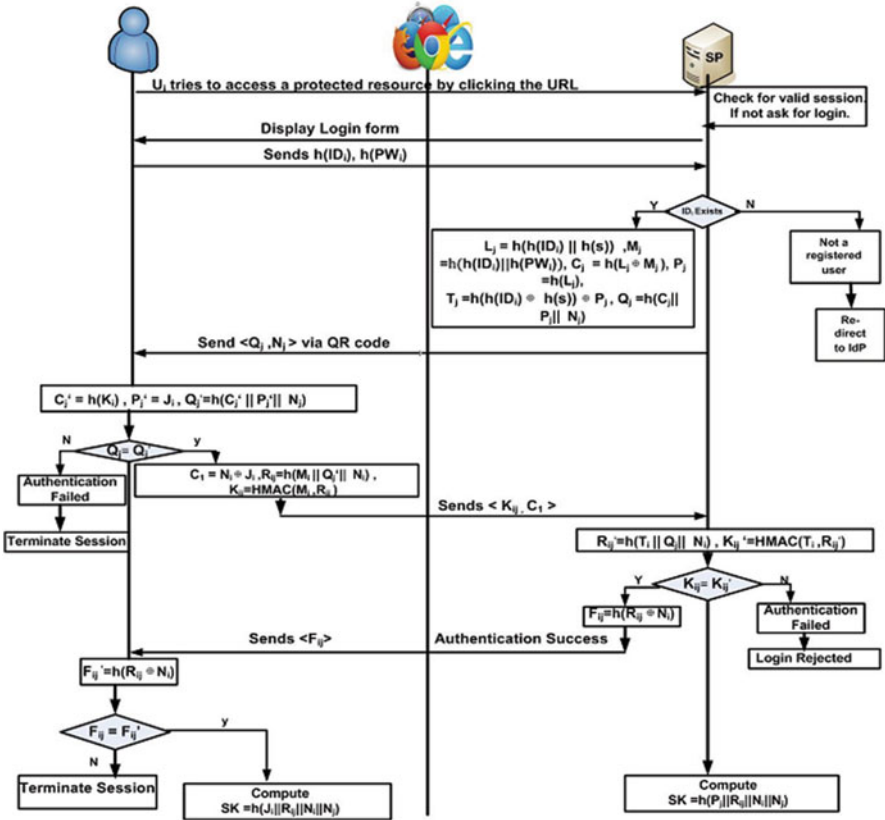 SP
Uᵢ tries to access a protected resource by clicking the URL
Check for valid session.
If not ask for login.
Display Login form
Sends h(IDᵢ), h(PWᵢ)
Y
IDᵢ Exists
N
Lⱼ = h(h(IDᵢ) || h(s)) ,Mⱼ
=h(h(IDᵢ)||h(PWᵢ)), Cⱼ = h(Lⱼ ⊕ Mⱼ), Pⱼ
=h(Lⱼ),
Tⱼ =h(h(IDᵢ) ⊕ h(s)) ⊕ Pⱼ , Qⱼ =h(Cⱼ||
Pⱼ|| Nⱼ)
Not a
registered
user
Re-
direct
to IdP
Send <Qⱼ ,Nⱼ> via QR code
Cⱼ‘ = h(Kᵢ) , Pⱼ‘ = Jᵢ , Qⱼ‘=h(Cⱼ‘ || Pⱼ‘|| Nⱼ)
N
Qⱼ= Qⱼ‘
y
Authentication
Failed
C₁ = Nᵢ ⊕ Jᵢ ,Rᵢⱼ=h(Mᵢ || Qⱼ‘|| Nᵢ) ,
Kᵢⱼ=HMAC(Mᵢ , Rᵢⱼ )
Terminate Session
Sends < Kᵢⱼ , C₁ >
Rᵢⱼ‘=h(Tᵢ || Qⱼ|| Nᵢ) , Kᵢⱼ ‘=HMAC(Tᵢ ,Rᵢⱼ‘)
Y
Kᵢⱼ= Kᵢⱼ‘
N
Fᵢⱼ=h(Rᵢⱼ ⊕ Nᵢ)
Authentication
Failed
Login Rejected
Sends <Fᵢⱼ>
Authentication Success
Fᵢⱼ ‘=h(Rᵢⱼ ⊕ Nᵢ)
Fᵢⱼ = Fᵢⱼ‘
y
N
Terminate Session
Compute
SK =h(Jᵢ||Rᵢⱼ||Nᵢ||Nⱼ)
Compute
SK =h(Pⱼ||Rᵢⱼ||Nᵢ||Nⱼ)